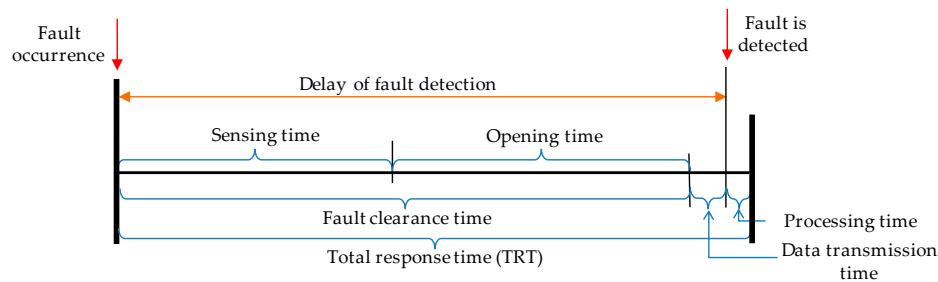 Fault
occurrence
Fault is
detected
Delay of fault detection
Sensing time
Opening time
Fault clearance time
Processing time
Total response time (TRT)
Data transmission
time